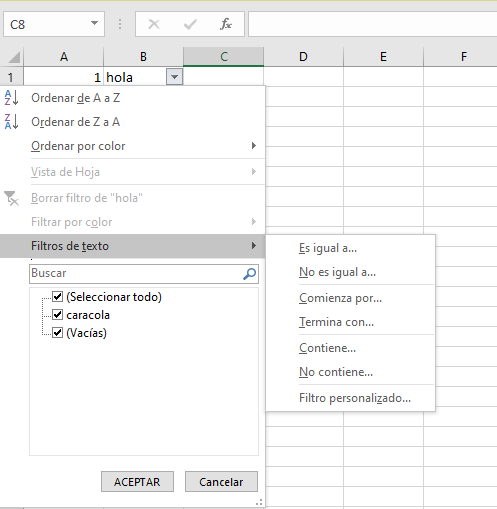 C8
fx
A B C D E F
1 1 hola
Ordenar de A a Z
Ordenar de Z a A
Ordenar por color
Vista de Hoja
Borrar filtro de "hola"
Filtrar por color
Filtros de texto
Buscar
(Seleccionar todo)
caracola
(Vacías)
ACEPTAR Cancelar
Es igual a...
No es igual a...
Comienza por...
Termina con...
Contiene...
No contiene...
Filtro personalizado...